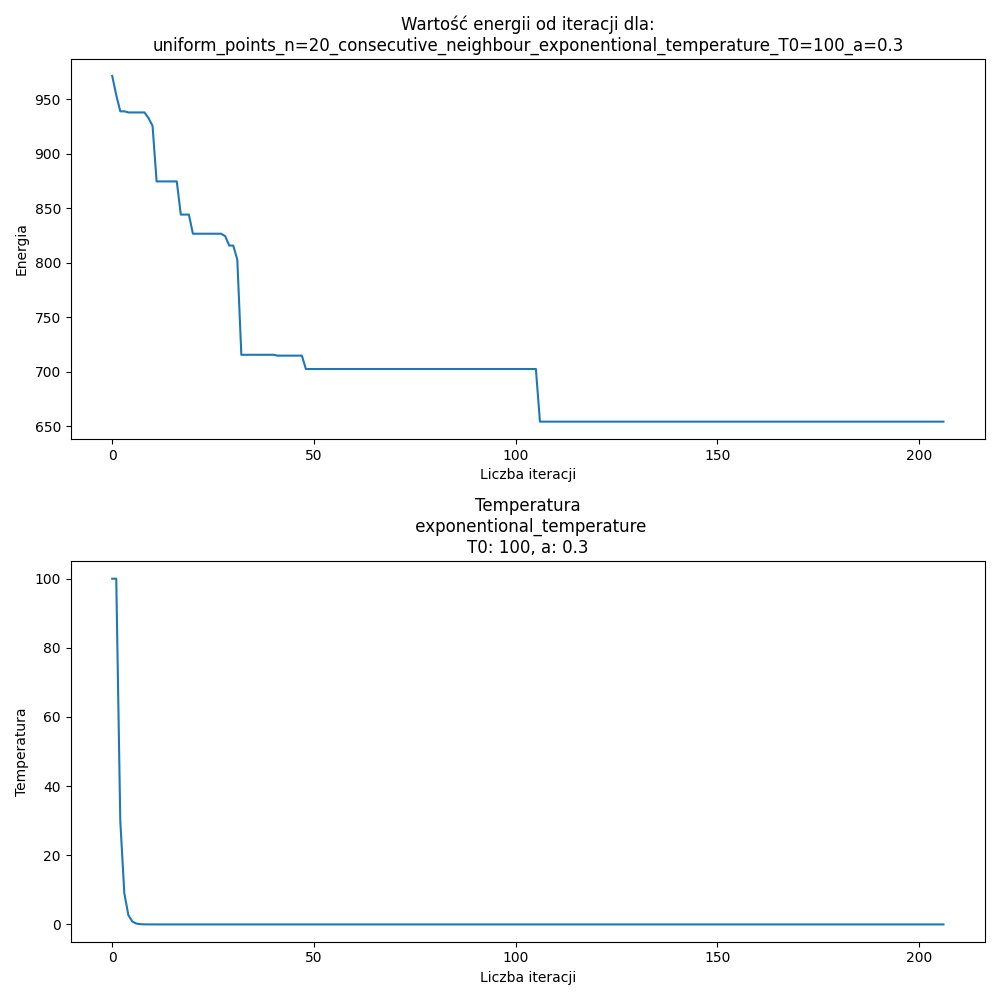 Wartość energii od iteracji dla:
uniform_points_n=20_consecutive_neighbour_exponentional_temperature_T0=100_a=0.3
950
900
850
800
750
700
650
Energia
0 50 100 150 200
Liczba iteracji
Temperatura
exponentional_temperature
T0: 100, a: 0.3
100
80
60
40
20
0
Temperatura
0 50 100 150 200
Liczba iteracji